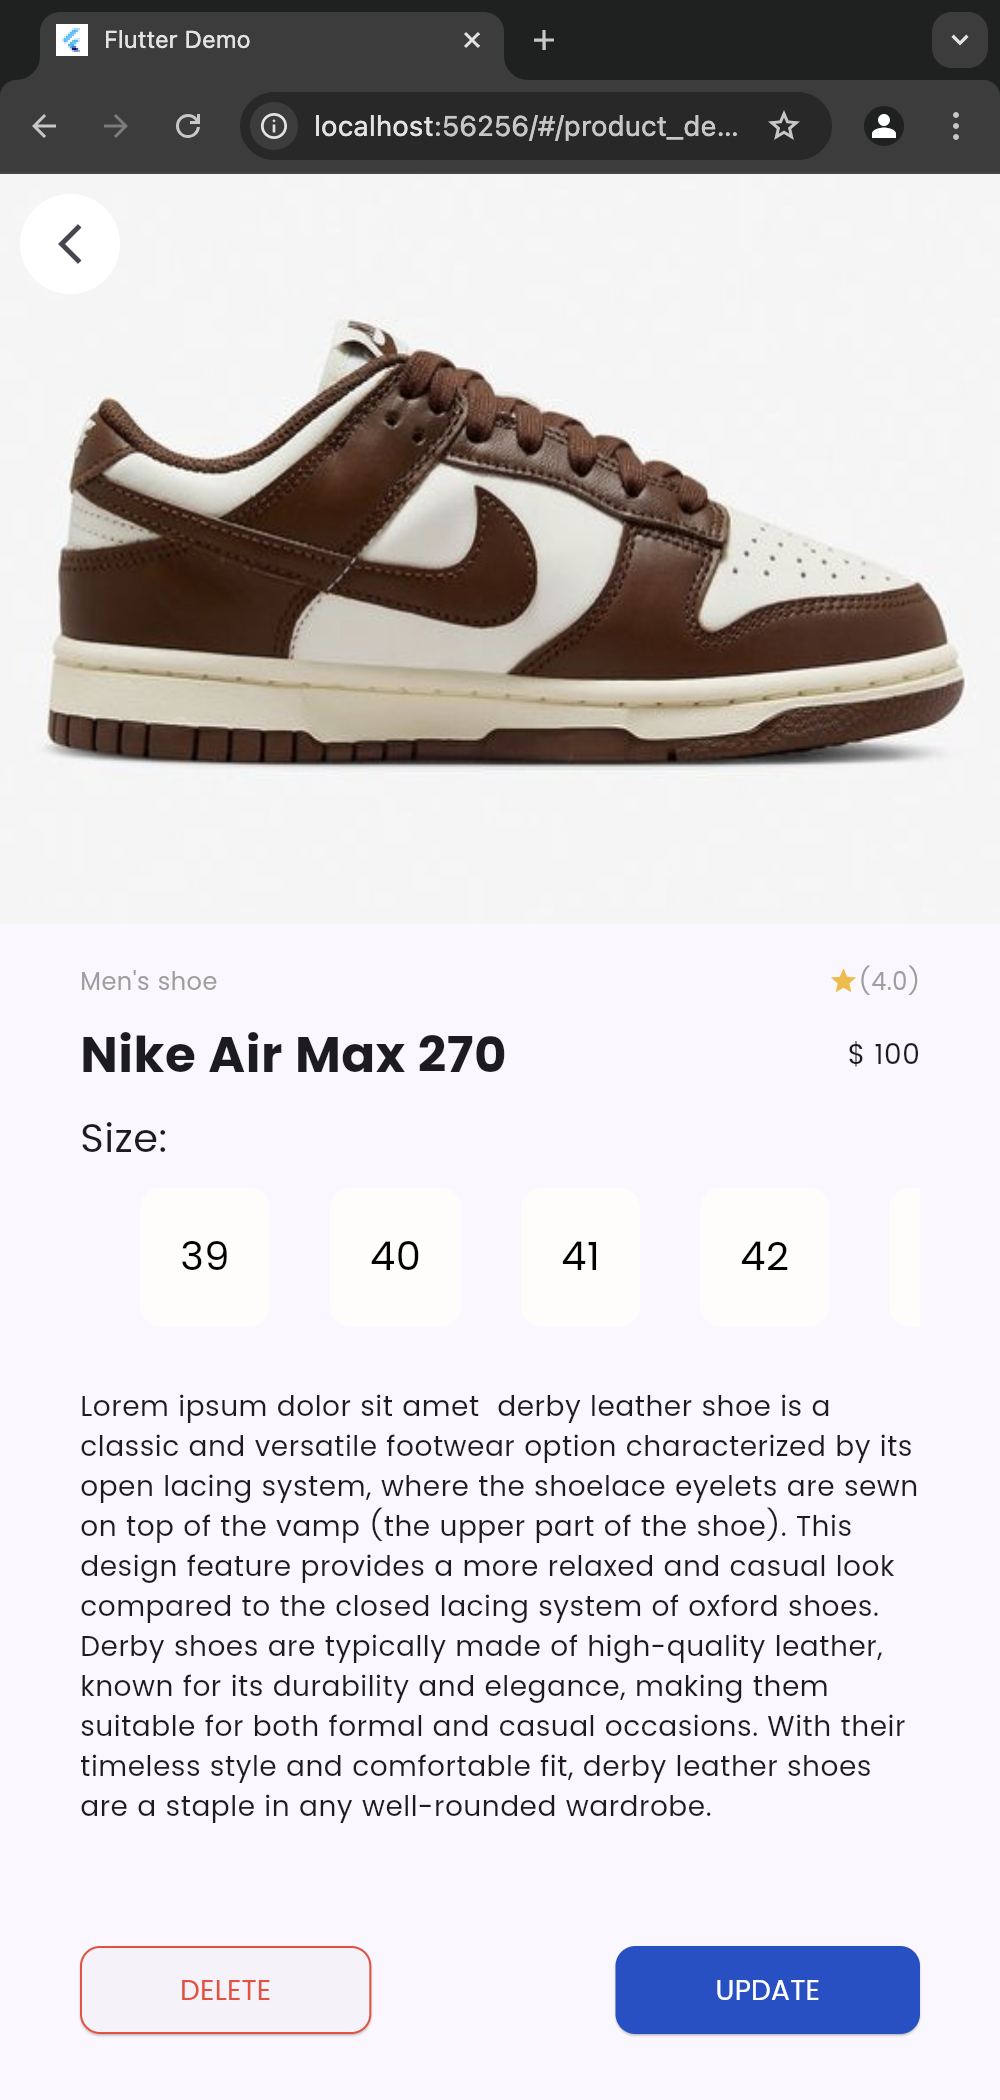 Flutter Demo
localhost:56256/#/product_de...
Men's shoe
(4.0)
Nike Air Max 270
$ 100
Size:
39 40 41 42
Lorem ipsum dolor sit amet  derby leather shoe is a
classic and versatile footwear option characterized by its
open lacing system, where the shoelace eyelets are sewn
on top of the vamp (the upper part of the shoe). This
design feature provides a more relaxed and casual look
compared to the closed lacing system of oxford shoes.
Derby shoes are typically made of high-quality leather,
known for its durability and elegance, making them
suitable for both formal and casual occasions. With their
timeless style and comfortable fit, derby leather shoes
are a staple in any well-rounded wardrobe.
DELETE UPDATE